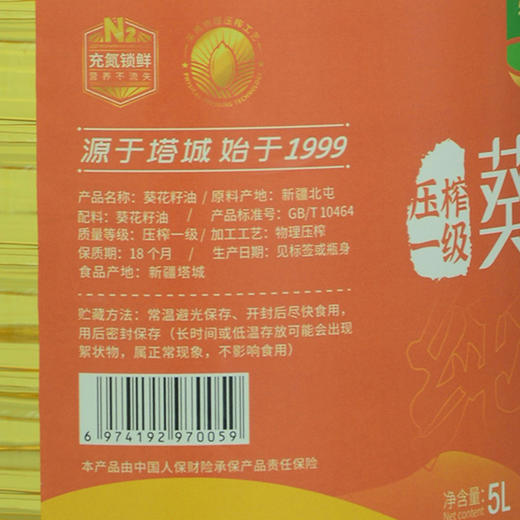 N2
充氮锁鲜
营养不流失
源于塔城 始于1999
产品名称：葵花籽油 / 原料产地：新疆北屯
配料：葵花籽油 / 产品标准号：GB/T 10464
质量等级：压榨一级 / 加工工艺：物理压榨
保质期：18个月 / 生产日期：见标签或瓶身
食品产地：新疆塔城
贮藏方法：常温避光保存、开封后尽快食用，
用后密封保存（长时间或低温存放可能会出现
絮状物，属正常现象，不影响食用）
6 974192 970059
本产品由中国人保财险承保产品责任保险
压榨
一级
葵
净含量：
Net content
5L